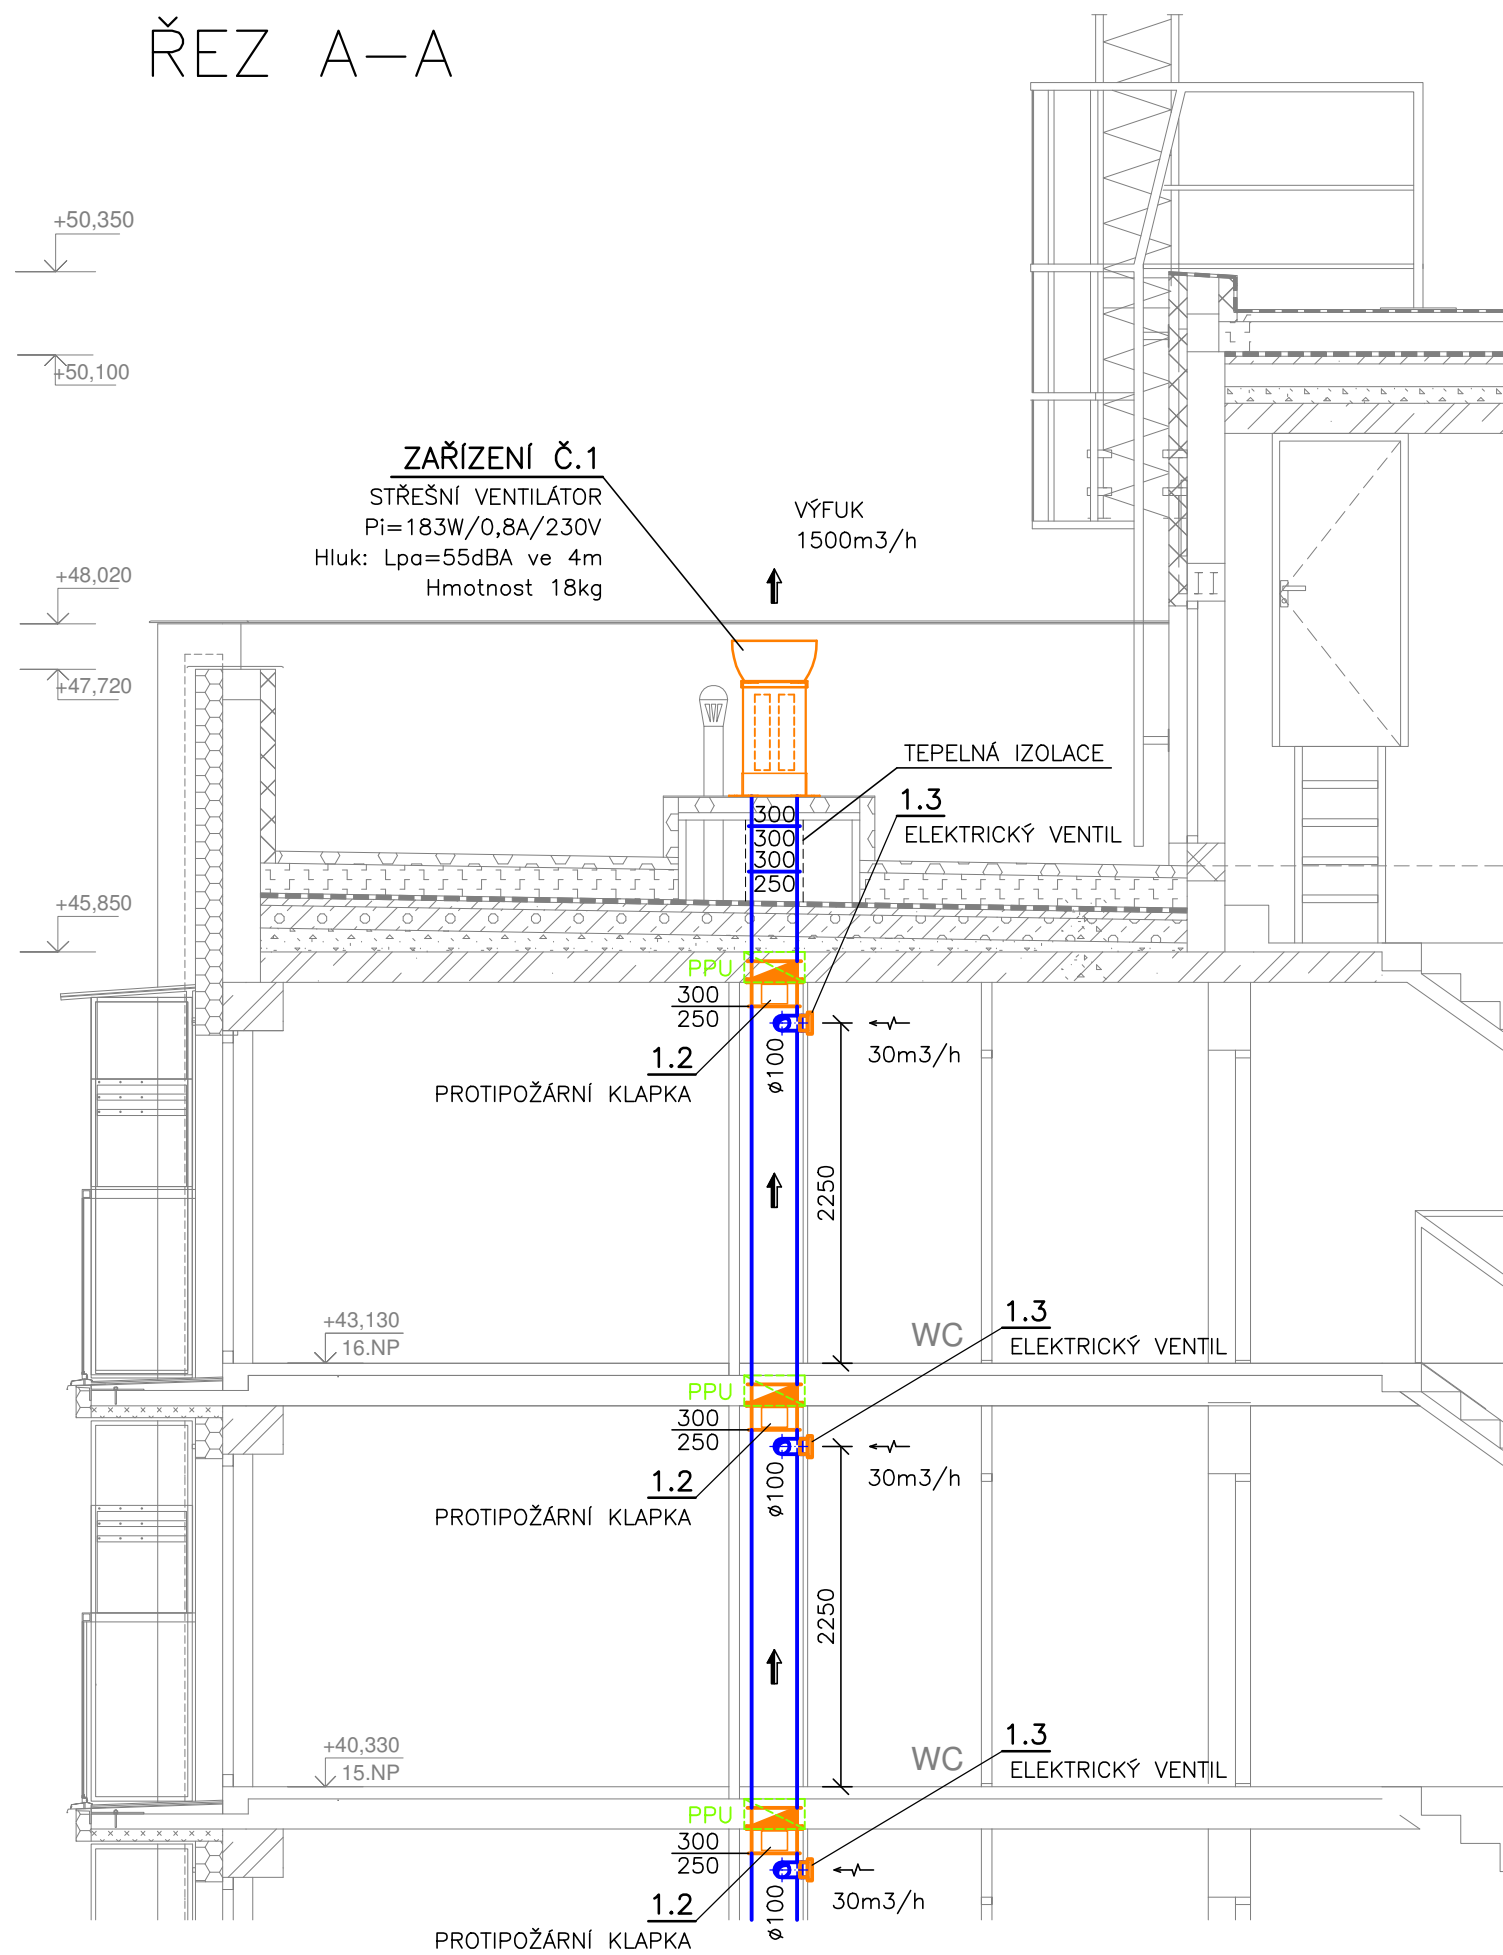 ŘEZ A-A
+50,350
+50,100
ZAŘÍZENÍ Č.1
STŘEŠNÍ VENTILÁTOR
Pi=183W/0,8A/230V
Hluk: Lpa=55dBA ve 4m
Hmotnost 18kg
VÝFUK
1500m3/h
+48,020
+47,720
TEPELNÁ IZOLACE
1.3
ELEKTRICKÝ VENTIL
300
300
300
250
+45,850
PPU
300
250
1.2
PROTIPOŽÁRNÍ KLAPKA
ø100
30m3/h
2250
+43,130
16.NP
WC
1.3
ELEKTRICKÝ VENTIL
PPU
300
250
1.2
PROTIPOŽÁRNÍ KLAPKA
ø100
30m3/h
2250
+40,330
15.NP
WC
1.3
ELEKTRICKÝ VENTIL
PPU
300
250
1.2
PROTIPOŽÁRNÍ KLAPKA
ø100
30m3/h